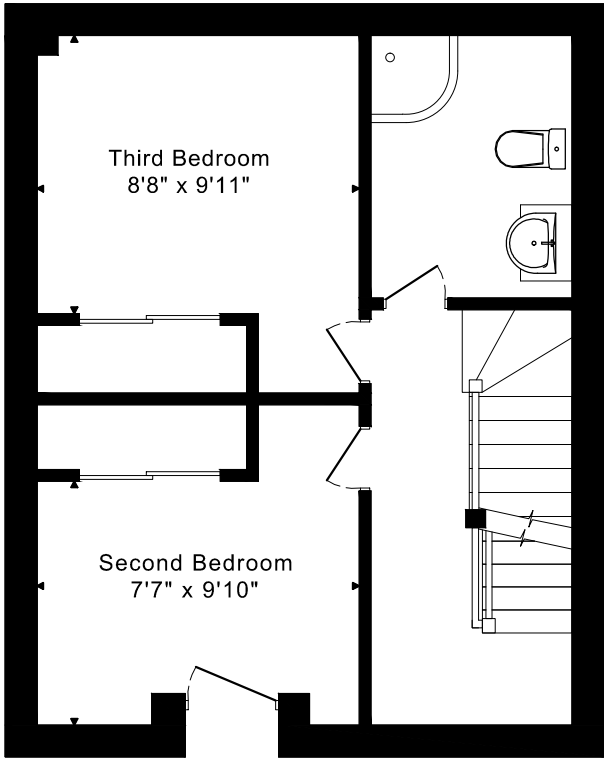 Third Bedroom
8'8" x 9'11"
Second Bedroom
7'7" x 9'10"